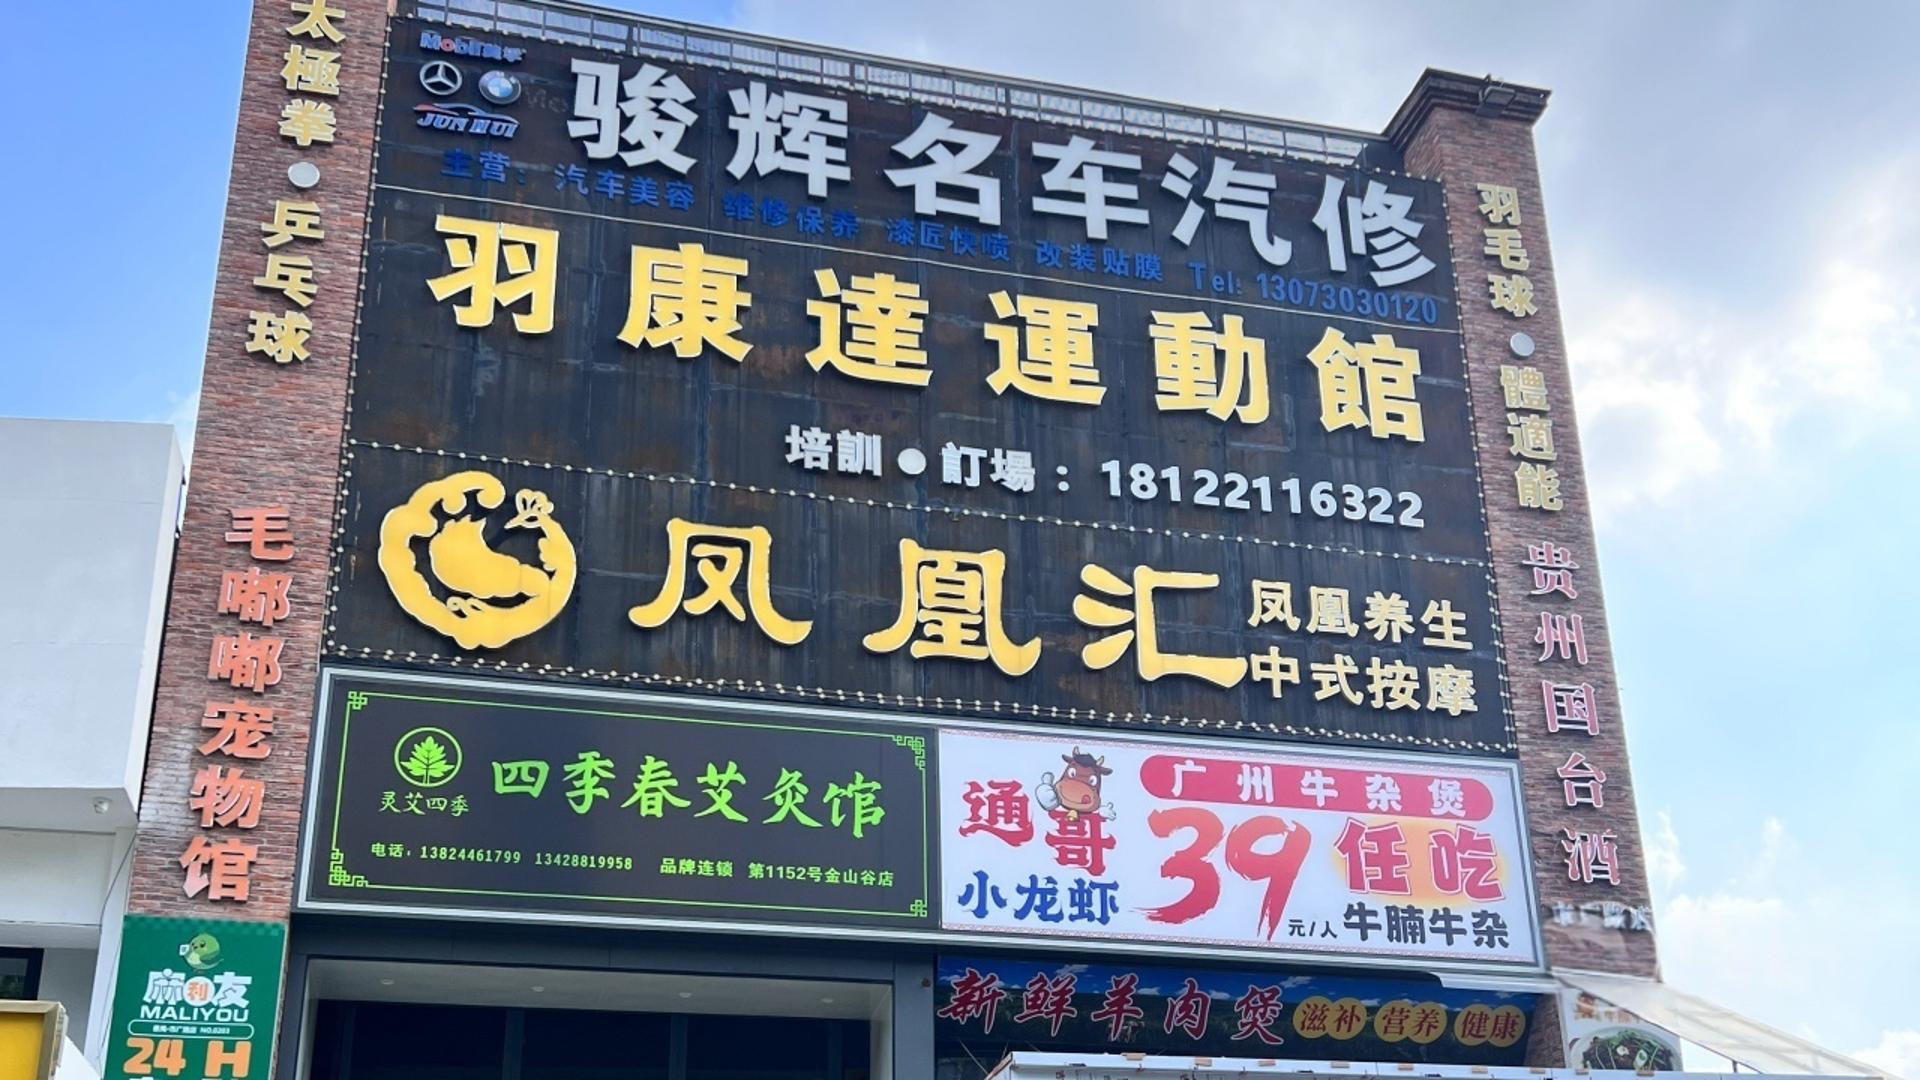 太極拳●乒乓球
毛嘟嘟宠物馆
Mobil美孚
JUN HUI
骏辉名车汽修
主营：汽车美容 维修保养 漆匠快喷 改装贴膜 Tel:13073030120
羽康達運動館
培訓●訂場：18122116322
凤凰汇
凤凰养生
中式按摩
羽毛球●體適能
贵州国台酒
灵艾四季
四季春艾灸馆
电话：13824461799 13428819958 品牌连锁 第1152号金山谷店
通哥
小龙虾
广州牛杂煲
39元/人
任吃
牛腩牛杂
新鲜羊肉煲 滋补 营养 健康
麻利友
MALIYOU
24H